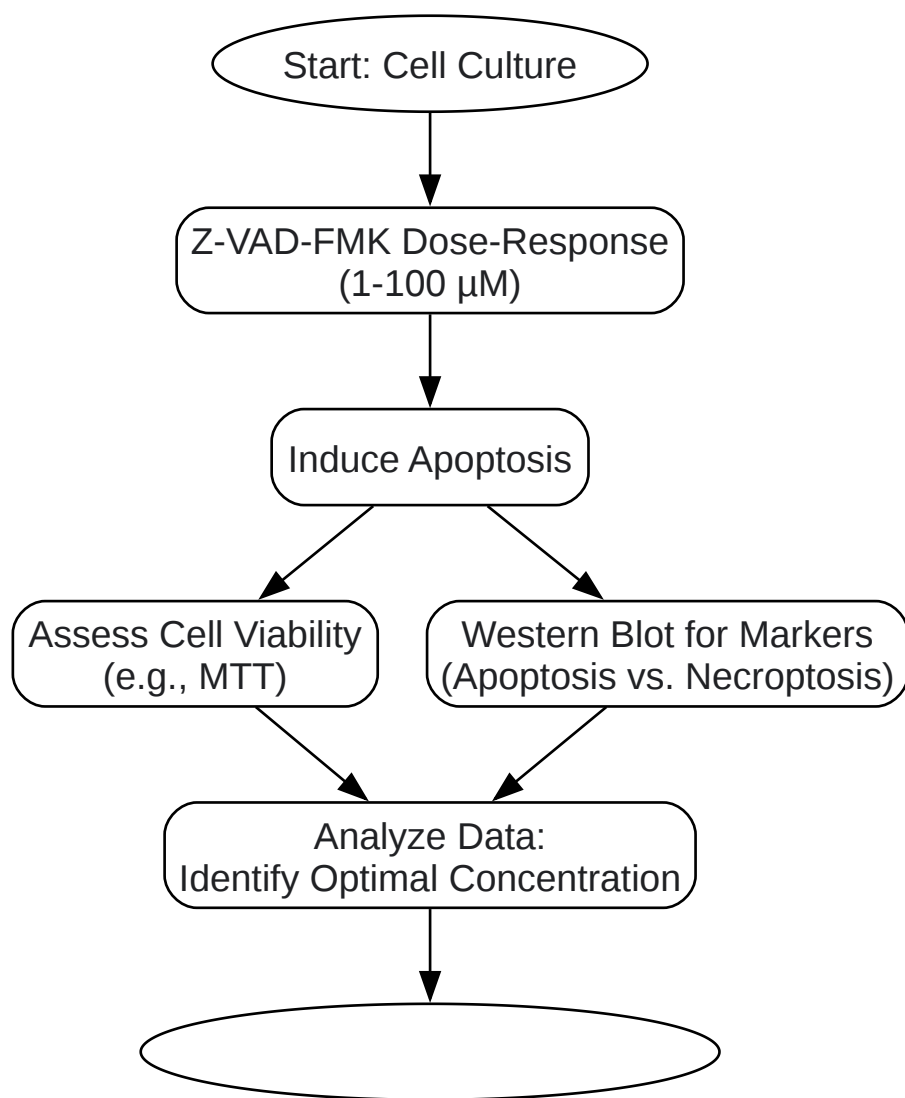 Start: Cell Culture
Z-VAD-FMK Dose-Response
(1-100 µM)
Induce Apoptosis
Assess Cell Viability
(e.g., MTT)
Western Blot for Markers
(Apoptosis vs. Necroptosis)
Analyze Data:
Identify Optimal Concentration